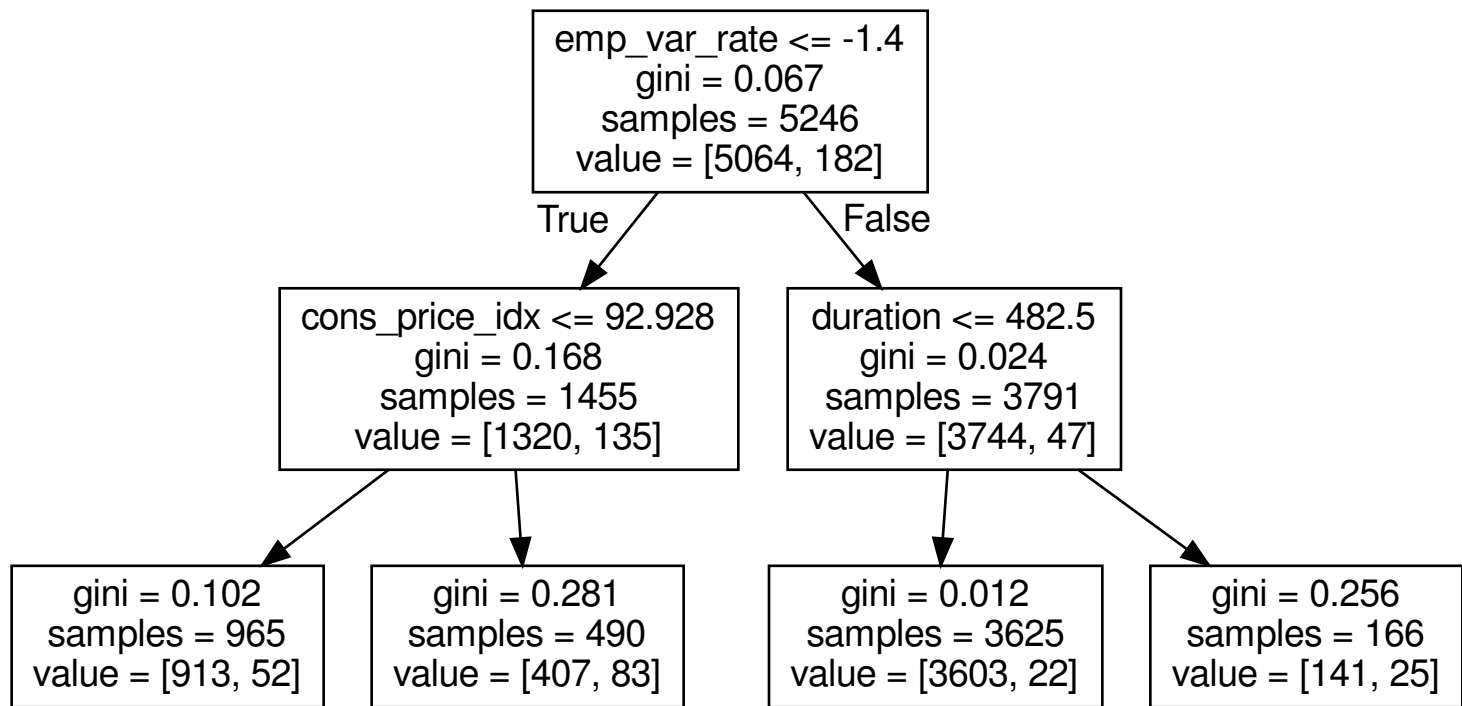 emp_var_rate <= -1.4
gini = 0.067
samples = 5246
value = [5064, 182]
True
False
cons_price_idx <= 92.928
gini = 0.168
samples = 1455
value = [1320, 135]
duration <= 482.5
gini = 0.024
samples = 3791
value = [3744, 47]
gini = 0.102
samples = 965
value = [913, 52]
gini = 0.281
samples = 490
value = [407, 83]
gini = 0.012
samples = 3625
value = [3603, 22]
gini = 0.256
samples = 166
value = [141, 25]